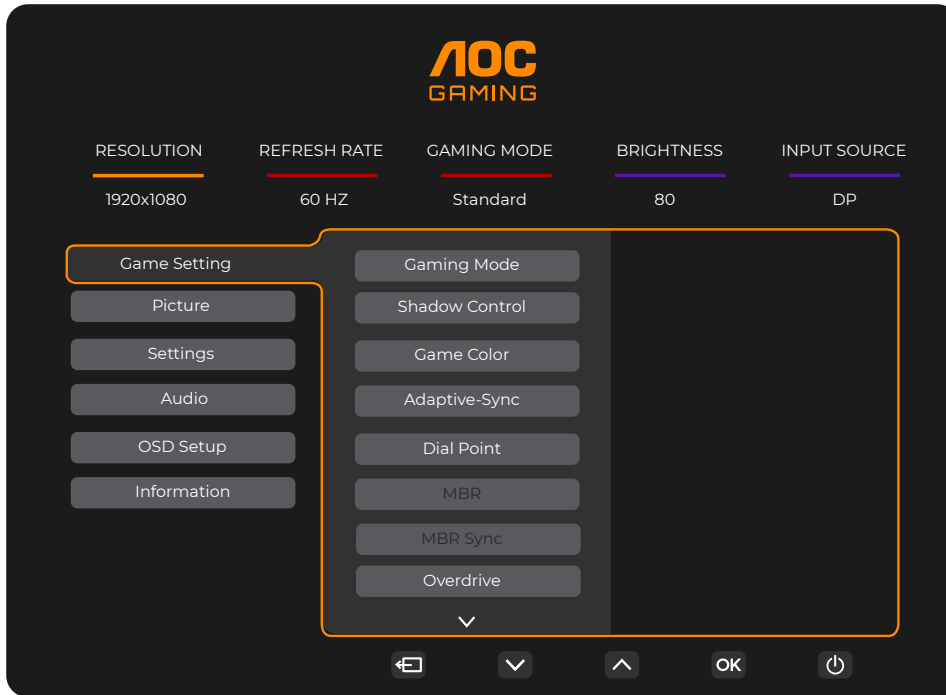 AOC
GAMING
RESOLUTION REFRESH RATE GAMING MODE BRIGHTNESS INPUT SOURCE
1920x1080 60 HZ Standard 80 DP
Game Setting
Picture
Settings
Audio
OSD Setup
Information
Gaming Mode
Shadow Control
Game Color
Adaptive-Sync
Dial Point
MBR
MBR Sync
Overdrive
OK